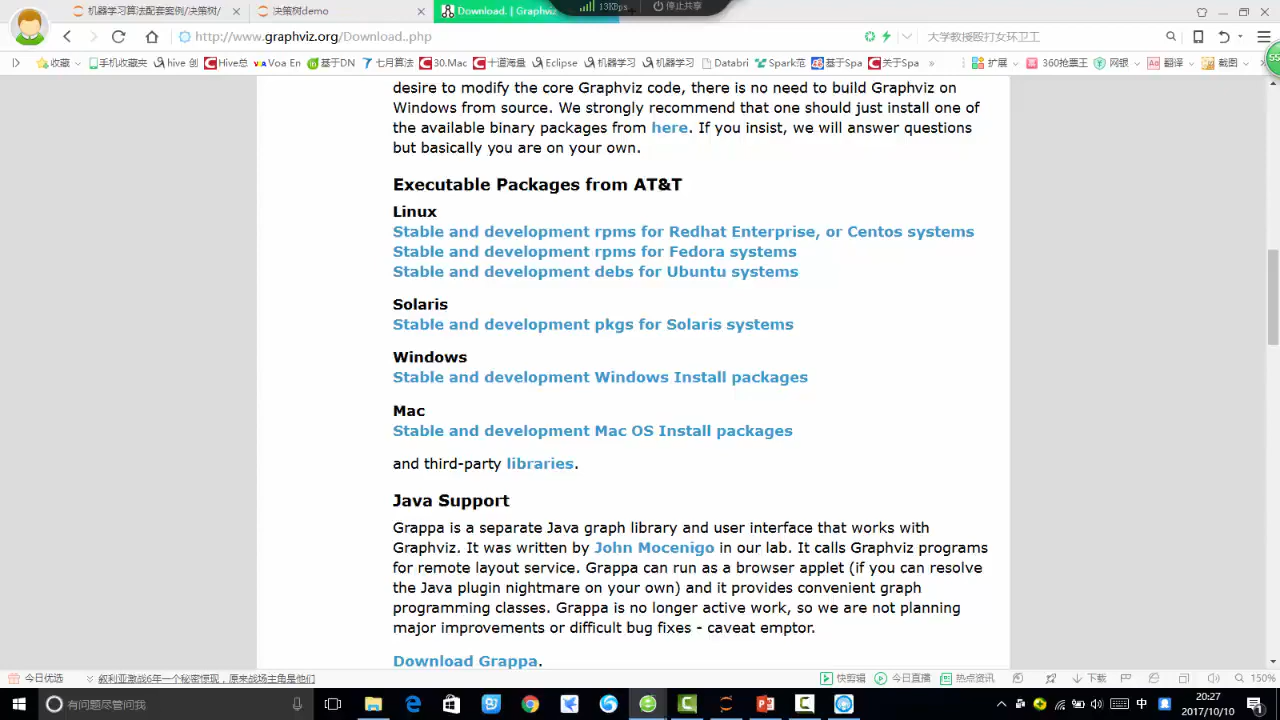 机器学习算法配套案例/决策树/
决策树demo
Download. | Graphviz
13KBps
停止共享
http://www.graphviz.org/Download..php
大学教授殴打女环卫工
收藏
手机收藏夹
hive 创
Hive总
Voa En
基于DN
七月算法
30.Mac
十道海量
Eclipse
机器学习
机器学习
Databri
Spark范
基于Spa
关于Spa
»
扩展
360抢票王
网银
翻译
截图
desire to modify the core Graphviz code, there is no need to build Graphviz on
Windows from source. We strongly recommend that one should just install one of
the available binary packages from here. If you insist, we will answer questions
but basically you are on your own.
Executable Packages from AT&T
Linux
Stable and development rpms for Redhat Enterprise, or Centos systems
Stable and development rpms for Fedora systems
Stable and development debs for Ubuntu systems
Solaris
Stable and development pkgs for Solaris systems
Windows
Stable and development Windows Install packages
Mac
Stable and development Mac OS Install packages
and third-party libraries.
Java Support
Grappa is a separate Java graph library and user interface that works with
Graphviz. It was written by John Mocenigo in our lab. It calls Graphviz programs
for remote layout service. Grappa can run as a browser applet (if you can resolve
the Java plugin nightmare on your own) and it provides convenient graph
programming classes. Grappa is no longer active work, so we are not planning
major improvements or difficult bug fixes - caveat emptor.
Download Grappa.
今日优选
叙利亚激战6年一个秘密惊现，原来战场主角是他们
快剪辑
今日直播
热点资讯
下载
150%
有问题尽管问我
中
20:27
2017/10/10